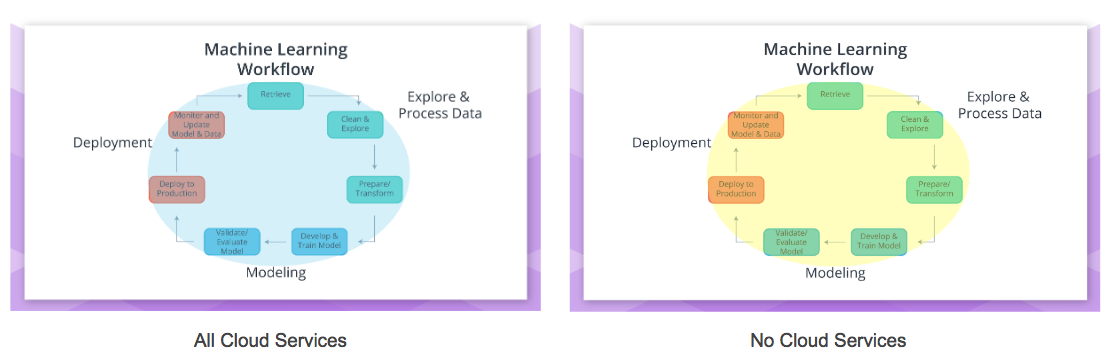 Machine Learning
Workflow
Retrieve
Explore &
Process Data
Clean &
Explore
Prepare/
Transform
Develop &
Train Model
Modeling
Validate/
Evaluate
Model
Deploy to
Production
Deployment
Monitor and
Update
Model & Data
All Cloud Services
Machine Learning
Workflow
Retrieve
Explore &
Process Data
Clean &
Explore
Prepare/
Transform
Develop &
Train Model
Modeling
Validate/
Evaluate
Model
Deploy to
Production
Deployment
Monitor and
Update
Model & Data
No Cloud Services